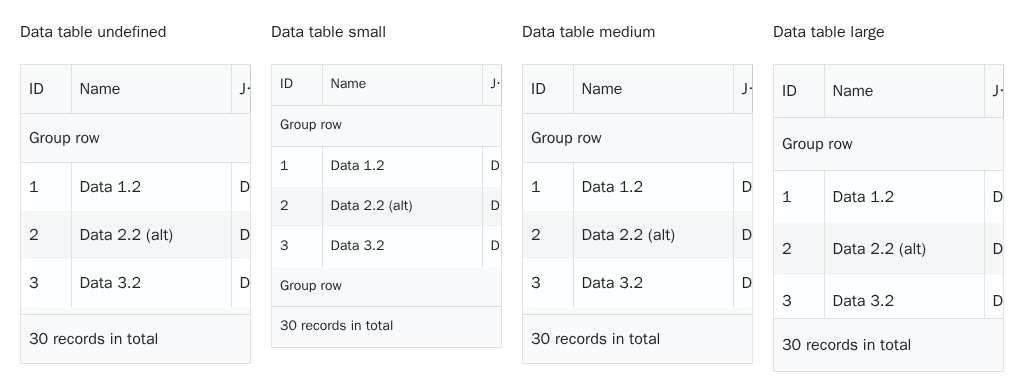 Data table undefined
ID Name
Group row
1 Data 1.2 D
2 Data 2.2 (alt) D
3 Data 3.2 D
30 records in total
Data table small
ID Name
Group row
1 Data 1.2 D
2 Data 2.2 (alt) D
3 Data 3.2 D
Group row
30 records in total
Data table medium
ID Name
Group row
1 Data 1.2 D
2 Data 2.2 (alt) D
3 Data 3.2 D
30 records in total
Data table large
ID Name
Group row
1 Data 1.2 D
2 Data 2.2 (alt) D
3 Data 3.2 D
30 records in total